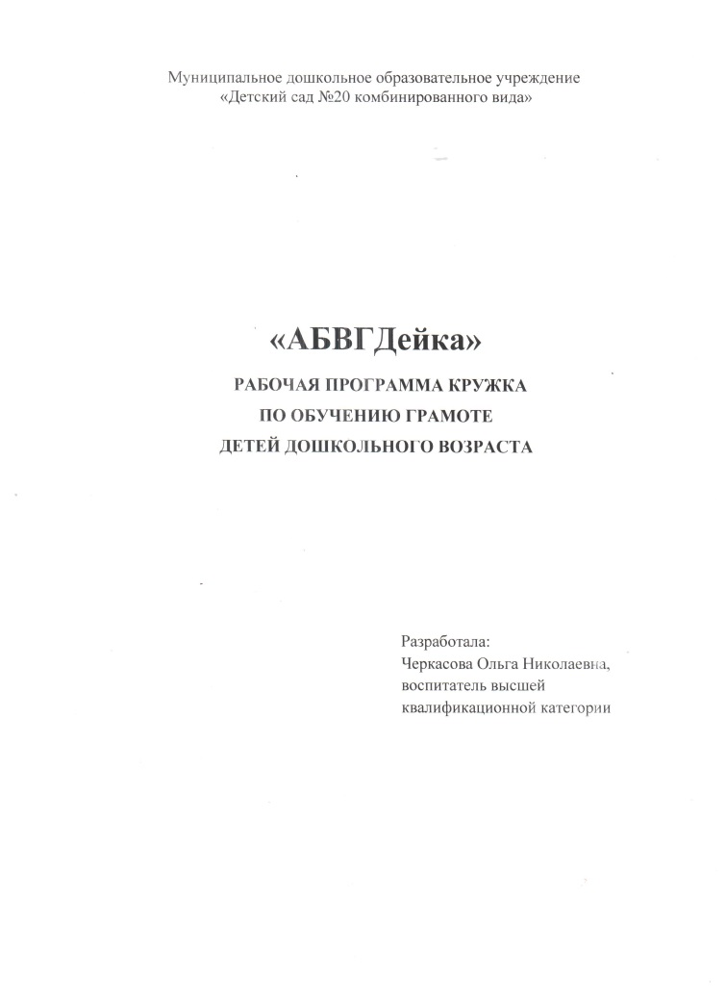 Муниципальное дошкольное образовательное учреждение
«Детский сад №20 комбинированного вида»
«АБВГДейка»
РАБОЧАЯ ПРОГРАММА КРУЖКА
ПО ОБУЧЕНИЮ ГРАМОТЕ
ДЕТЕЙ ДОШКОЛЬНОГО ВОЗРАСТА
Разработала:
Черкасова Ольга Николаевна,
воспитатель высшей
квалификационной категории